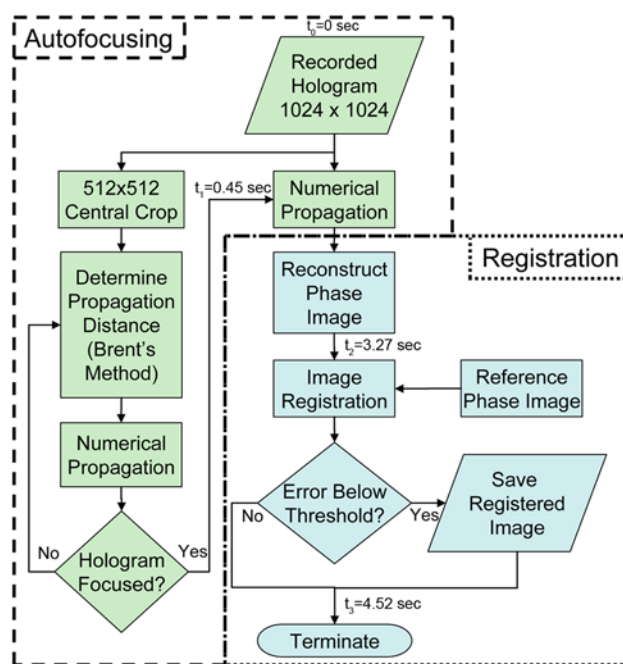 Autofocusing
t₀=0 sec
Recorded
Hologram
1024 x 1024
512x512
Central Crop
t₁=0.45 sec
Numerical
Propagation
Registration
Determine
Propagation
Distance
(Brent's
Method)
Reconstruct
Phase
Image
t₂=3.27 sec
Image
Registration
Reference
Phase Image
Numerical
Propagation
Error Below
Threshold?
No
Yes
Save
Registered
Image
Hologram
Focused?
No
Yes
t₃=4.52 sec
Terminate